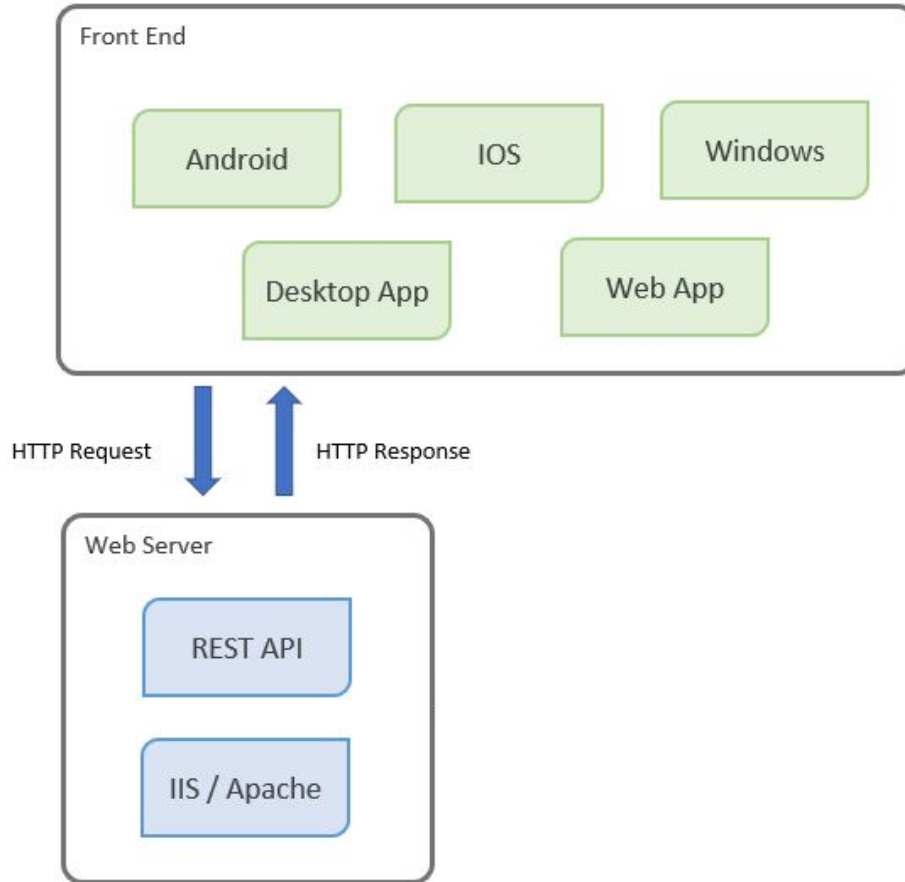 Front End
Android
IOS
Windows
Desktop App
Web App
HTTP Request
HTTP Response
Web Server
REST API
IIS / Apache